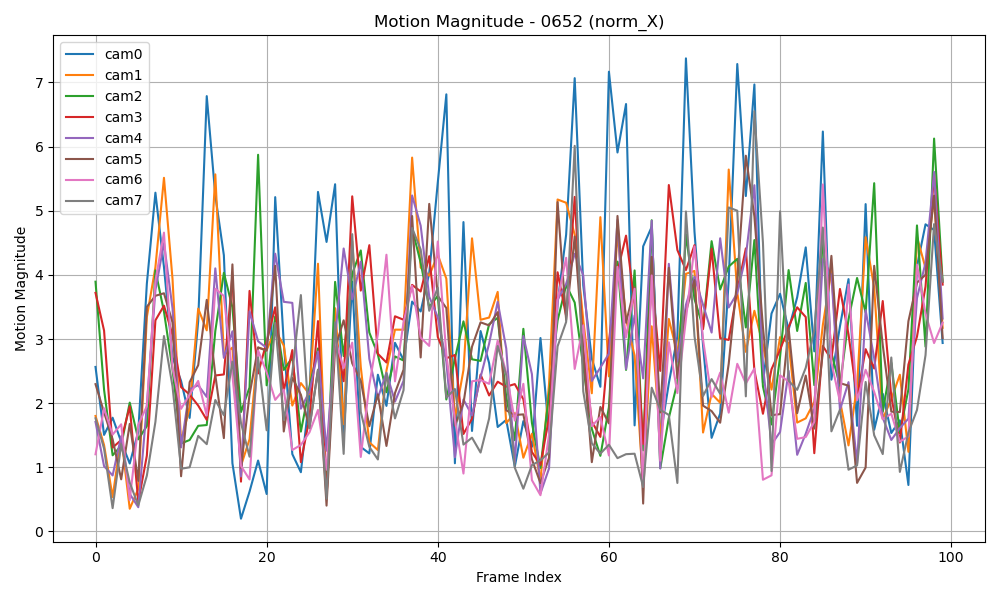 Motion Magnitude - 0652 (norm_X)
cam0
cam1
cam2
cam3
cam4
cam5
cam6
cam7
Motion Magnitude
7
6
5
4
3
2
1
0
0 20 40 60 80 100
Frame Index